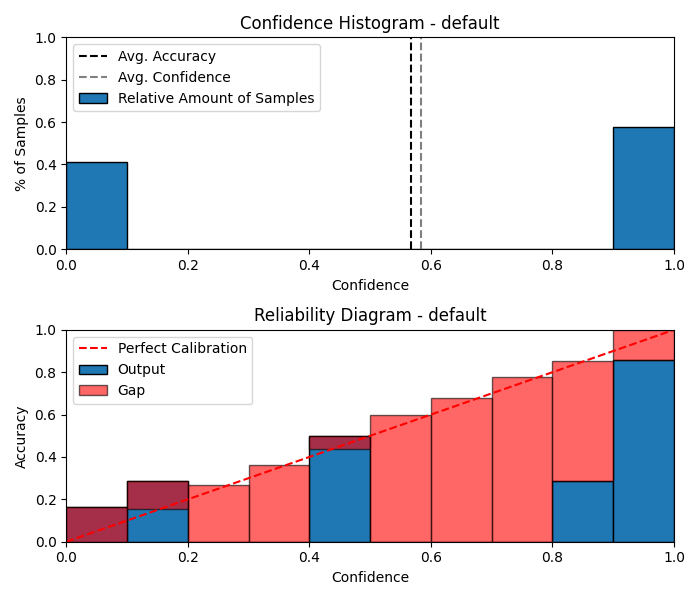 Confidence Histogram - default
1.0
0.8
0.6
0.4
0.2
0.0
% of Samples
Avg. Accuracy
Avg. Confidence
Relative Amount of Samples
0.0 0.2 0.4 0.6 0.8 1.0
Confidence
Reliability Diagram - default
1.0
0.8
0.6
0.4
0.2
0.0
Accuracy
Perfect Calibration
Output
Gap
0.0 0.2 0.4 0.6 0.8 1.0
Confidence